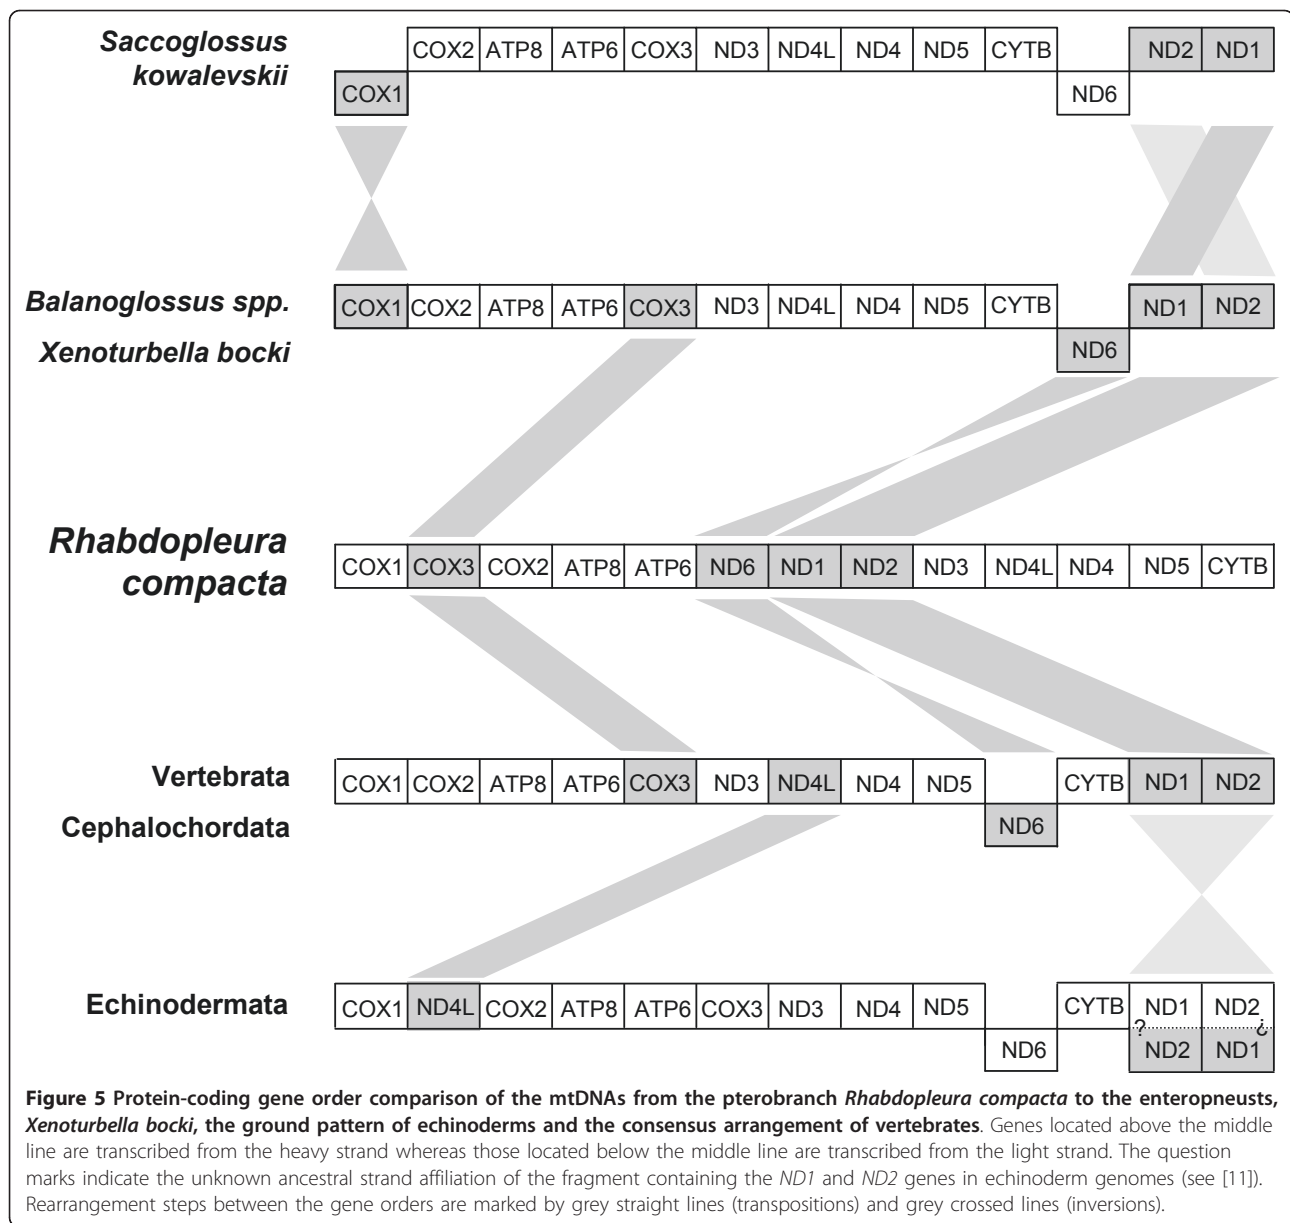 Saccoglossus
kowalevskii
COX2 ATP8 ATP6 COX3 ND3 ND4L ND4 ND5 CYTB ND2 ND1
COX1 ND6
Balanoglossus spp.
Xenoturbella bocki
COX1 COX2 ATP8 ATP6 COX3 ND3 ND4L ND4 ND5 CYTB ND1 ND2
ND6
Rhabdopleura
compacta
COX1 COX3 COX2 ATP8 ATP6 ND6 ND1 ND2 ND3 ND4L ND4 ND5 CYTB
Vertebrata
Cephalochordata
COX1 COX2 ATP8 ATP6 COX3 ND3 ND4L ND4 ND5 CYTB ND1 ND2
ND6
Echinodermata
COX1 ND4L COX2 ATP8 ATP6 COX3 ND3 ND4 ND5 CYTB ND1 ND2
? ¿
ND6 ND2 ND1
Figure 5 Protein-coding gene order comparison of the mtDNAs from the pterobranch Rhabdopleura compacta to the enteropneusts,
Xenoturbella bocki, the ground pattern of echinoderms and the consensus arrangement of vertebrates. Genes located above the middle
line are transcribed from the heavy strand whereas those located below the middle line are transcribed from the light strand. The question
marks indicate the unknown ancestral strand affiliation of the fragment containing the ND1 and ND2 genes in echinoderm genomes (see [11]).
Rearrangement steps between the gene orders are marked by grey straight lines (transpositions) and grey crossed lines (inversions).